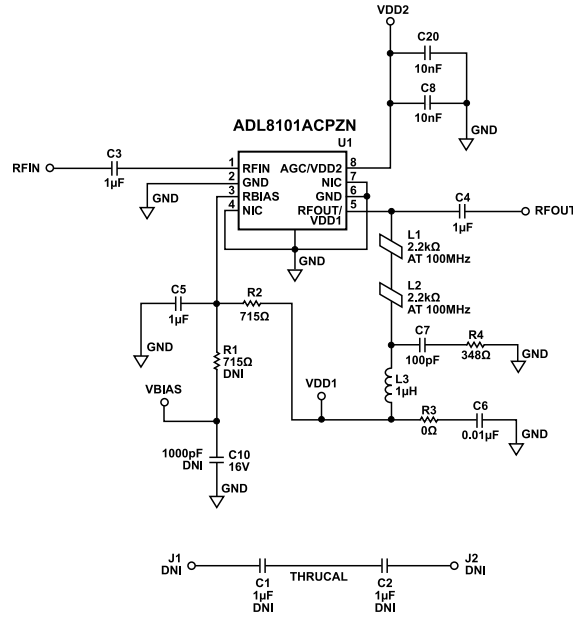 VDD2
C20
10nF
C8
10nF
GND
ADL8101ACPZN
U1
RFIN
C3
1µF
GND
1 RFIN
2 GND
3 RBIAS
4 NIC
AGC/VDD2 8
NIC 7
GND 6
RFOUT/ 5
VDD1
GND
C4
1µF
RFOUT
L1
2.2kΩ
AT 100MHz
L2
2.2kΩ
AT 100MHz
C5
1µF
GND
R2
715Ω
R1
715Ω
DNI
C7
100pF
R4
348Ω
GND
L3
1µH
VBIAS
VDD1
R3
0Ω
C6
0.01µF
GND
1000pF
DNI
C10
16V
GND
J1
DNI
C1
1µF
DNI
THRUCAL
C2
1µF
DNI
J2
DNI